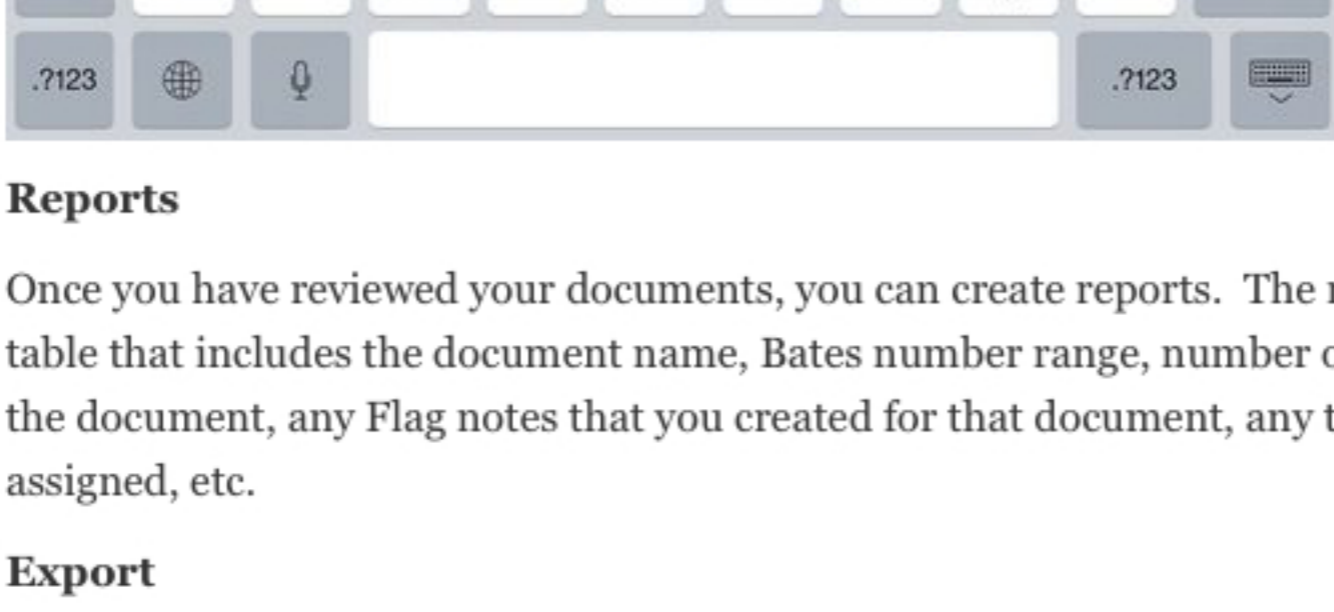 .?123 .?123
Reports
Once you have reviewed your documents, you can create reports.  The
table that includes the document name, Bates number range, number
the document, any Flag notes that you created for that document, any
assigned, etc.
Export